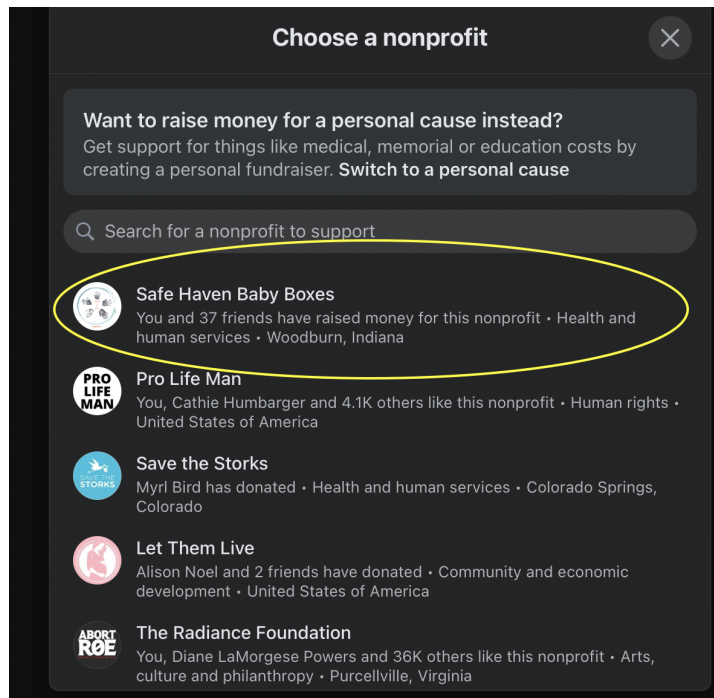 Choose a nonprofit
Want to raise money for a personal cause instead?
Get support for things like medical, memorial or education costs by
creating a personal fundraiser. Switch to a personal cause
Search for a nonprofit to support
Safe Haven Baby Boxes
You and 37 friends have raised money for this nonprofit • Health and
human services • Woodburn, Indiana
PRO
LIFE
MAN
Pro Life Man
You, Cathie Humbarger and 4.1K others like this nonprofit • Human rights •
United States of America
SAVE THE
STORKS
Save the Storks
Myrl Bird has donated • Health and human services • Colorado Springs,
Colorado
Let Them Live
Alison Noel and 2 friends have donated • Community and economic
development • United States of America
ABORT
RØE
The Radiance Foundation
You, Diane LaMorgese Powers and 36K others like this nonprofit • Arts,
culture and philanthropy • Purcellville, Virginia